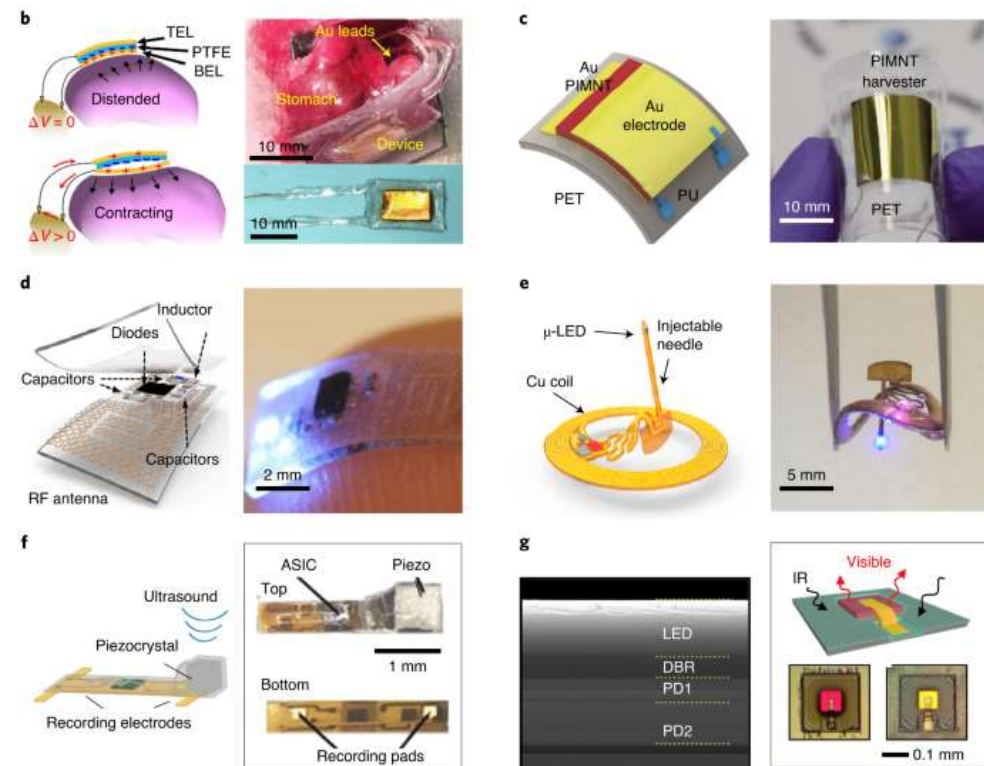 b
TEL
PTFE
BEL
Distended
ΔV = 0
Contracting
ΔV > 0
Au leads
Stomach
Device
10 mm
10 mm
c
Au
PIMNT
Au
electrode
PET
PU
PIMNT
harvester
PET
10 mm
d
Inductor
Diodes
Capacitors
Capacitors
RF antenna
2 mm
e
μ-LED
Injectable
needle
Cu coil
5 mm
f
Ultrasound
Piezocrystal
Recording electrodes
ASIC
Piezo
Top
1 mm
Bottom
Recording pads
g
LED
DBR
PD1
PD2
Visible
IR
0.1 mm